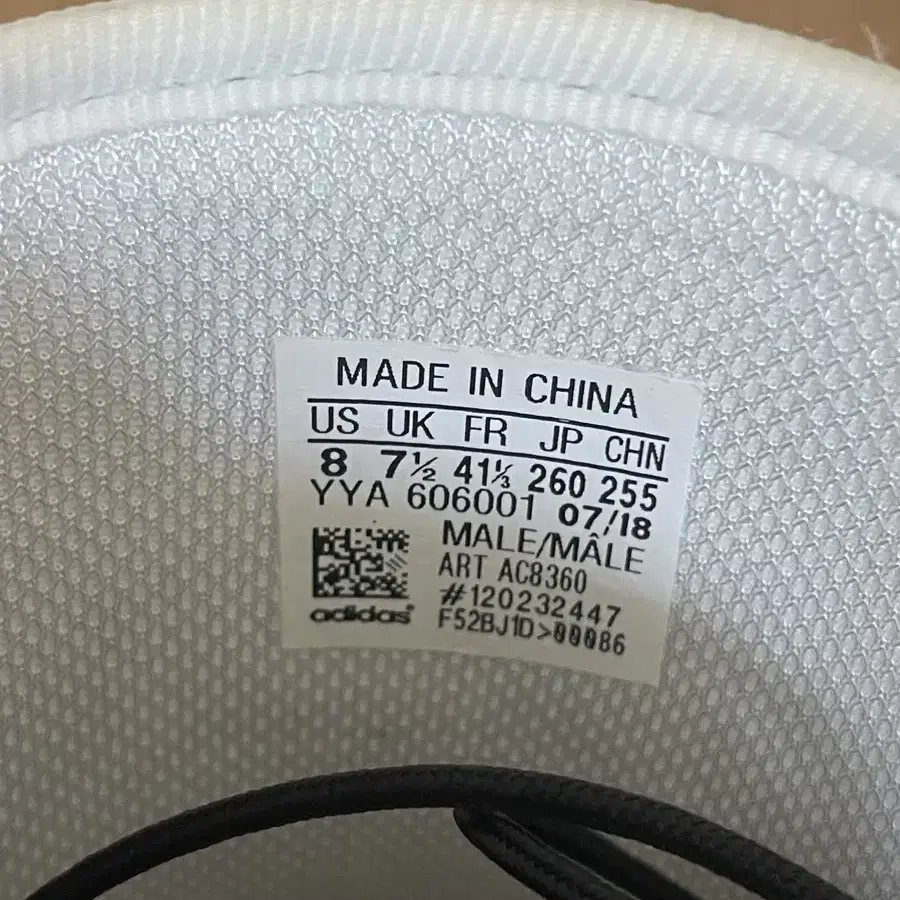 MADE IN CHINA
US UK FR JP CHN
8 7½ 41⅓ 260 255
YYA 606001 07/18
MALE/MÂLE
ART AC8360
#120232447
F52BJ1D>00086
adidas